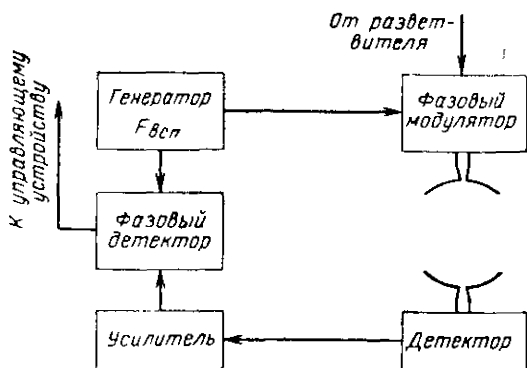 От развет-
вителя
К управляющему
устройству
Генератор
Fвсп
Фазовый
модулятор
Фазовый
детектор
Усилитель
Детектор